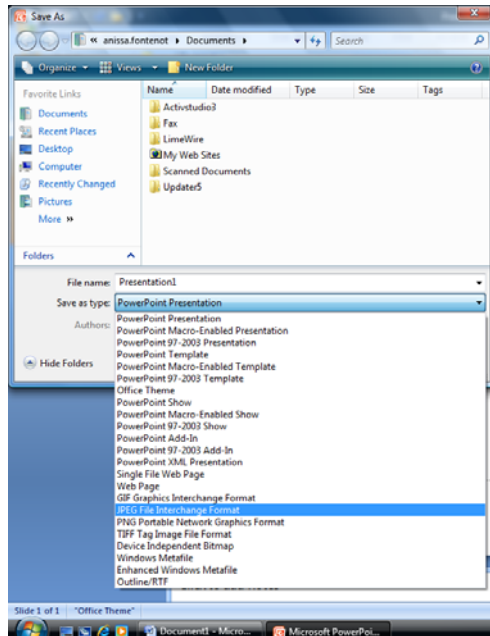 Save As
« anissa.fontenot ▸ Documents ▸ Search
Organize Views New Folder
Favorite Links
Documents
Recent Places
Desktop
Computer
Recently Changed
Pictures
More »
Folders
Name Date modified Type Size Tags
Activstudio3
Fax
LimeWire
My Web Sites
Scanned Documents
Updater5
File name: Presentation1
Save as type: PowerPoint Presentation
Authors:
Hide Folders
PowerPoint Presentation
PowerPoint Macro-Enabled Presentation
PowerPoint 97-2003 Presentation
PowerPoint Template
PowerPoint Macro-Enabled Template
PowerPoint 97-2003 Template
Office Theme
PowerPoint Show
PowerPoint Macro-Enabled Show
PowerPoint 97-2003 Show
PowerPoint Add-In
PowerPoint 97-2003 Add-In
PowerPoint XML Presentation
Single File Web Page
Web Page
GIF Graphics Interchange Format
JPEG File Interchange Format
PNG Portable Network Graphics Format
TIFF Tag Image File Format
Device Independent Bitmap
Windows Metafile
Enhanced Windows Metafile
Outline/RTF
Slide 1 of 1 "Office Theme"
Document1 - Micro... Microsoft PowerPoi...